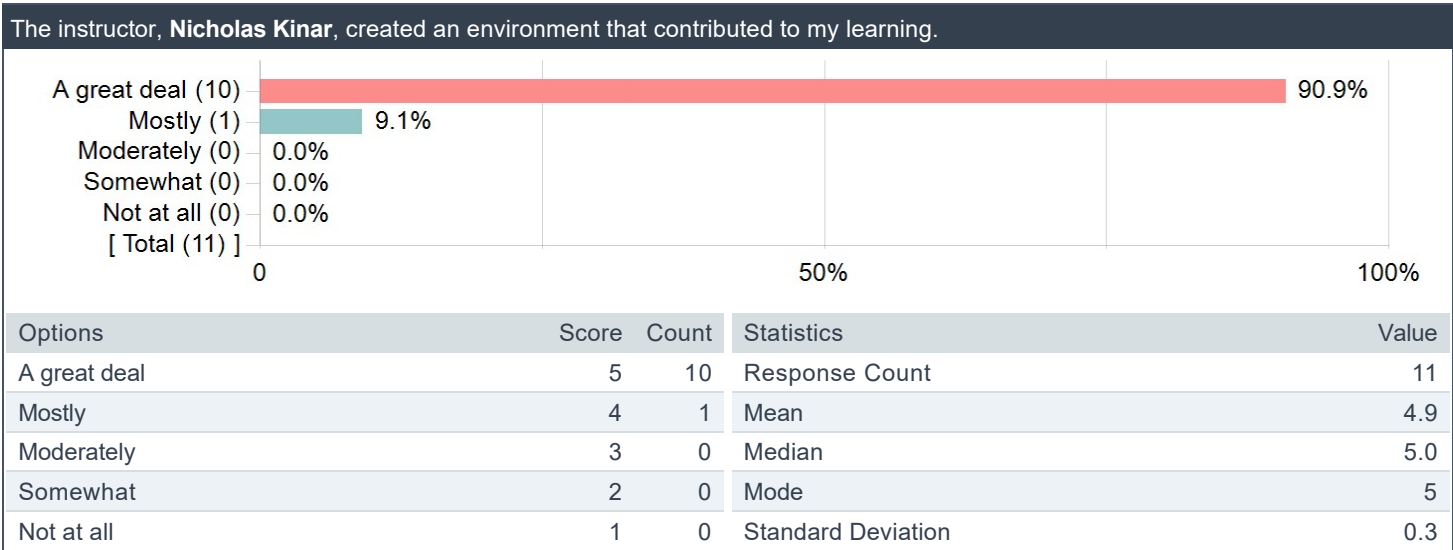 The instructor, Nicholas Kinar, created an environment that contributed to my learning.
A great deal (10) 90.9%
Mostly (1) 9.1%
Moderately (0) 0.0%
Somewhat (0) 0.0%
Not at all (0) 0.0%
[ Total (11) ]
0 50% 100%
Options Score Count
A great deal 5 10
Mostly 4 1
Moderately 3 0
Somewhat 2 0
Not at all 1 0
Statistics Value
Response Count 11
Mean 4.9
Median 5.0
Mode 5
Standard Deviation 0.3